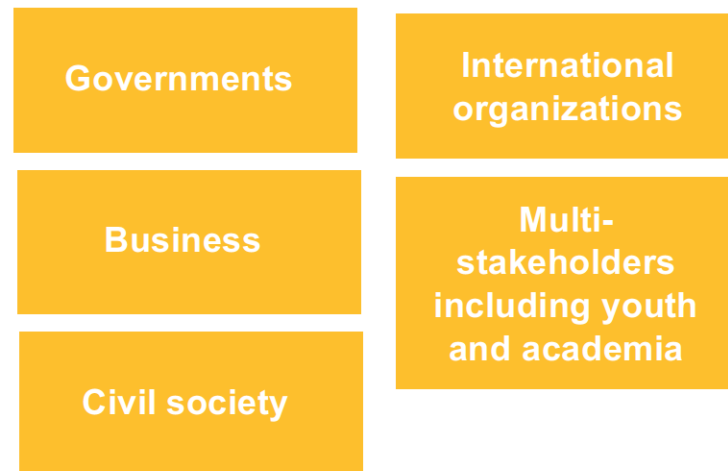 Governments
Business
Civil society
International
organizations
Multi-
stakeholders
including youth
and academia